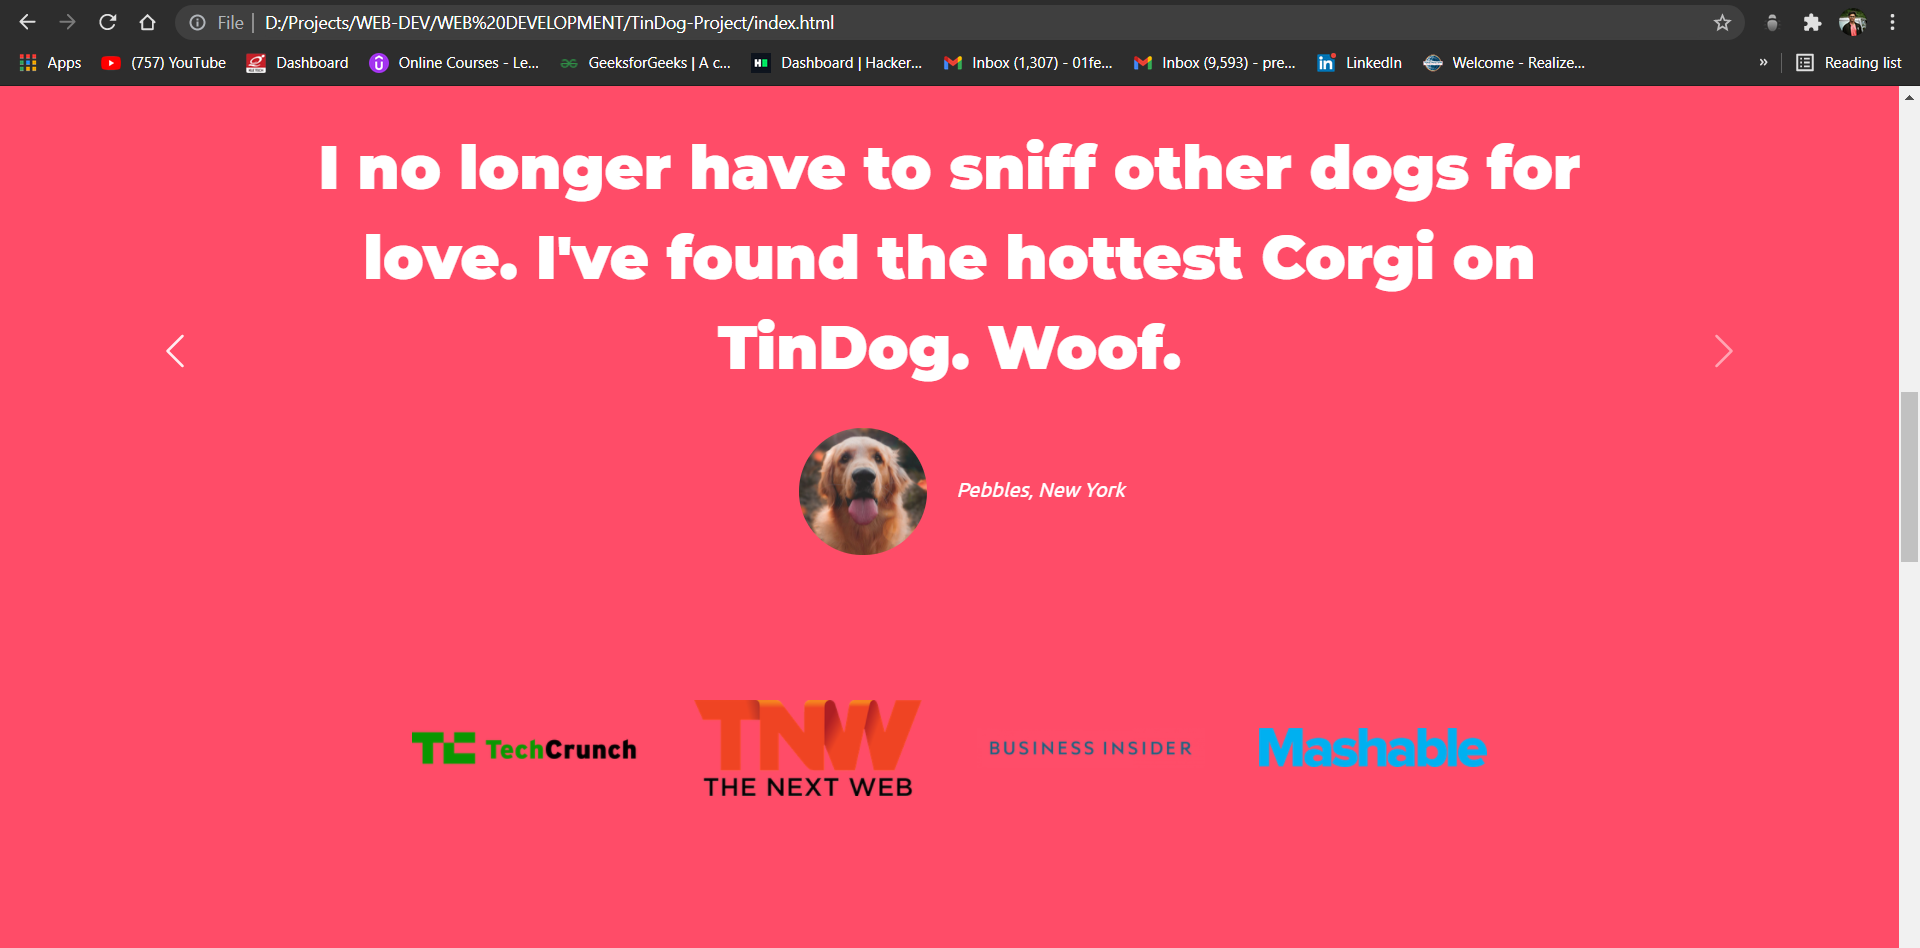 File | D:/Projects/WEB-DEV/WEB%20DEVELOPMENT/TinDog-Project/index.html
Apps (757) YouTube Dashboard Online Courses - Le... GeeksforGeeks | A c... Dashboard | Hacker... Inbox (1,307) - 01fe... Inbox (9,593) - pre... LinkedIn Welcome - Realize... » Reading list
I no longer have to sniff other dogs for
love. I've found the hottest Corgi on
TinDog. Woof.
Pebbles, New York
TC TechCrunch
TNW
THE NEXT WEB
BUSINESS INSIDER
Mashable